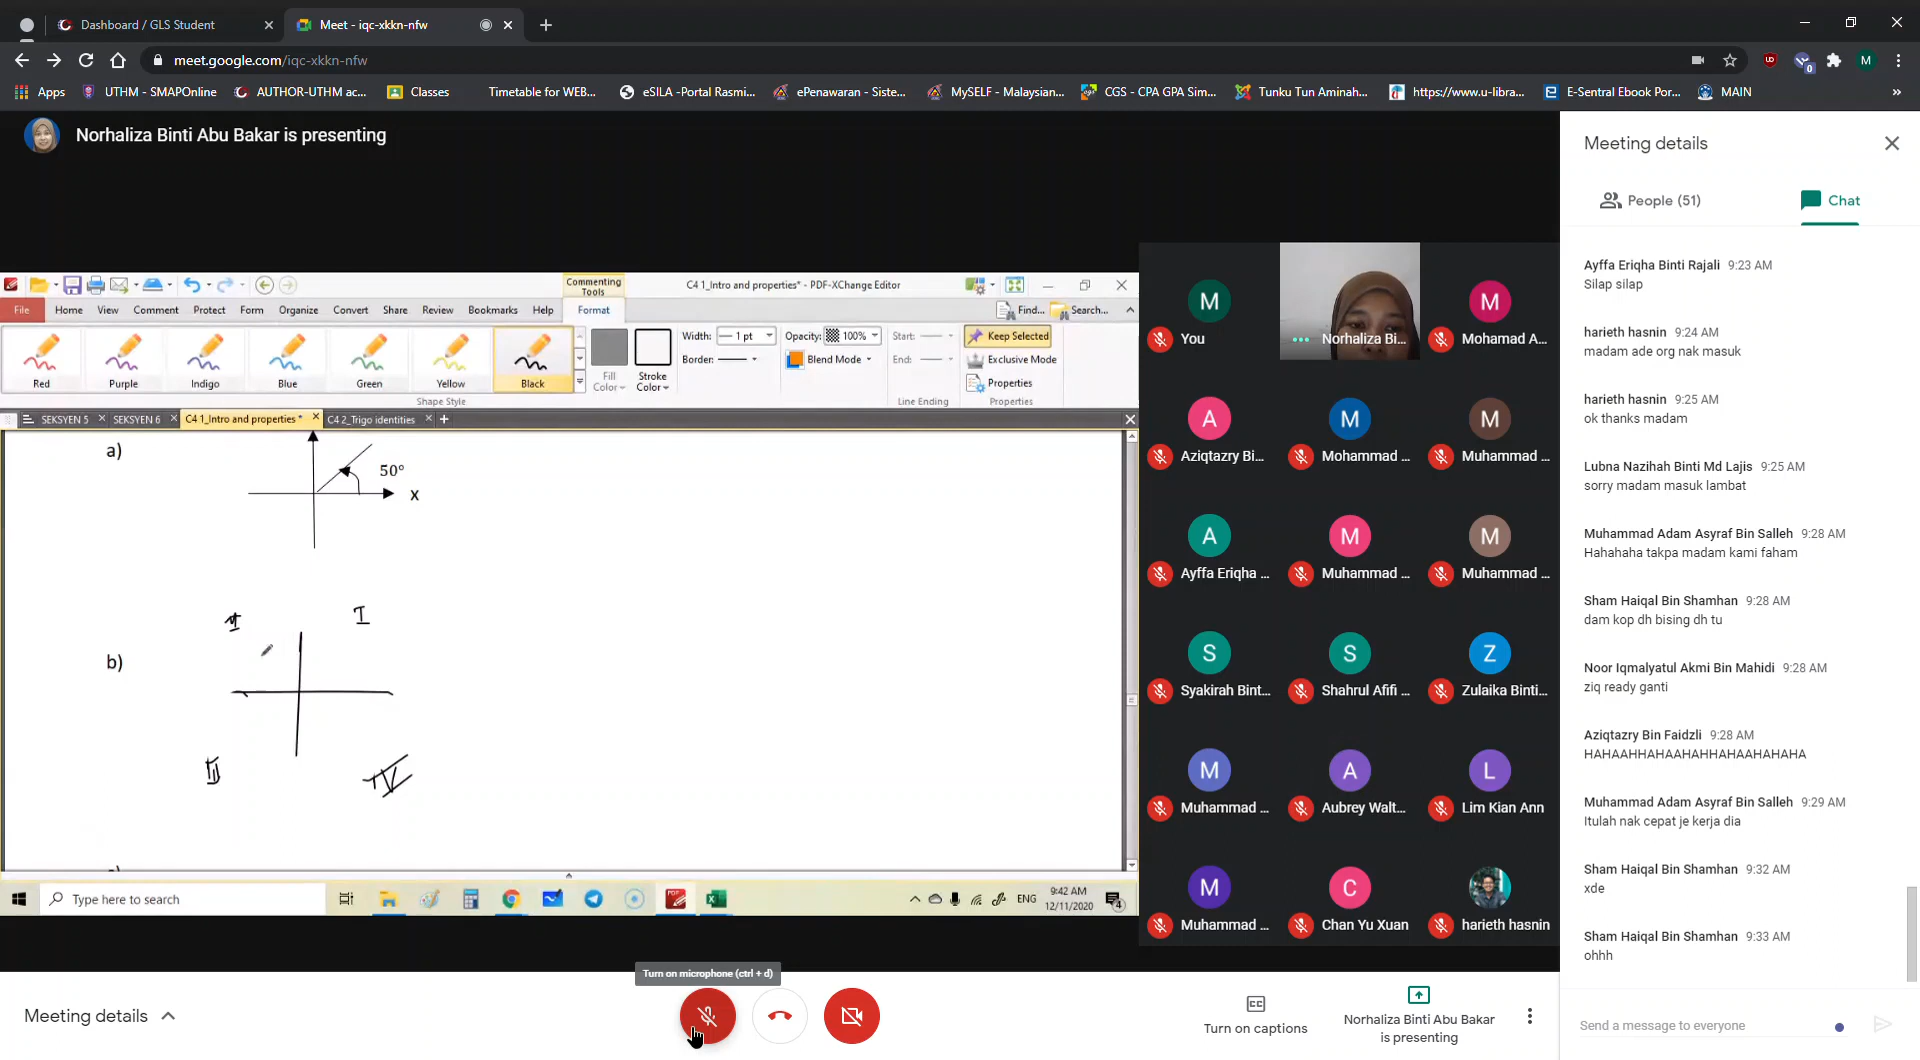 Dashboard / GLS Student
Meet - iqc-xkkn-nfw
meet.google.com/iqc-xkkn-nfw
Apps
UTHM - SMAPOnline
AUTHOR-UTHM ac...
Classes
Timetable for WEB...
eSILA -Portal Rasmi...
ePenawaran - Siste...
MySELF - Malaysian...
CGS - CPA GPA Sim...
Tunku Tun Aminah...
https://www.u-libra...
E-Sentral Ebook Por...
MAIN
»
Norhaliza Binti Abu Bakar is presenting
Commenting
Tools
C4 1_Intro and properties* - PDF-XChange Editor
File Home View Comment Protect Form Organize Convert Share Review Bookmarks Help Format
Find... Search...
Red
Purple
Indigo
Blue
Green
Yellow
Black
Shape Style
Fill
Color
Stroke
Color
Width: 1 pt
Border:
Opacity: 100%
Blend Mode
Start:
End:
Line Ending
Keep Selected
Exclusive Mode
Properties
Properties
SEKSYEN 5
SEKSYEN 6
C4 1_Intro and properties *
C4 2_Trigo identities
a)
50°
x
II
I
b)
III
IV
Type here to search
ENG
9:42 AM
12/11/2020
4
M
You
Norhaliza Bi...
M
Mohamad A...
A
Aziqtazry Bi...
M
Mohammad ...
M
Muhammad ...
A
Ayffa Eriqha ...
M
Muhammad ...
M
Muhammad ...
S
Syakirah Bint...
S
Shahrul Afifi ...
Z
Zulaika Binti...
M
Muhammad ...
A
Aubrey Walt...
L
Lim Kian Ann
M
Muhammad ...
C
Chan Yu Xuan
harieth hasnin
Turn on microphone (ctrl + d)
Meeting details
Turn on captions
Norhaliza Binti Abu Bakar
is presenting
Meeting details
People (51)
Chat
Ayffa Eriqha Binti Rajali 9:23 AM
Silap silap
harieth hasnin 9:24 AM
madam ade org nak masuk
harieth hasnin 9:25 AM
ok thanks madam
Lubna Nazihah Binti Md Lajis 9:25 AM
sorry madam masuk lambat
Muhammad Adam Asyraf Bin Salleh 9:28 AM
Hahahaha takpa madam kami faham
Sham Haiqal Bin Shamhan 9:28 AM
dam kop dh bising dh tu
Noor Iqmalyatul Akmi Bin Mahidi 9:28 AM
ziq ready ganti
Aziqtazry Bin Faidzli 9:28 AM
HAHAAHHAHAAHAHHAHAAHAHAHA
Muhammad Adam Asyraf Bin Salleh 9:29 AM
Itulah nak cepat je kerja dia
Sham Haiqal Bin Shamhan 9:32 AM
xde
Sham Haiqal Bin Shamhan 9:33 AM
ohhh
Send a message to everyone